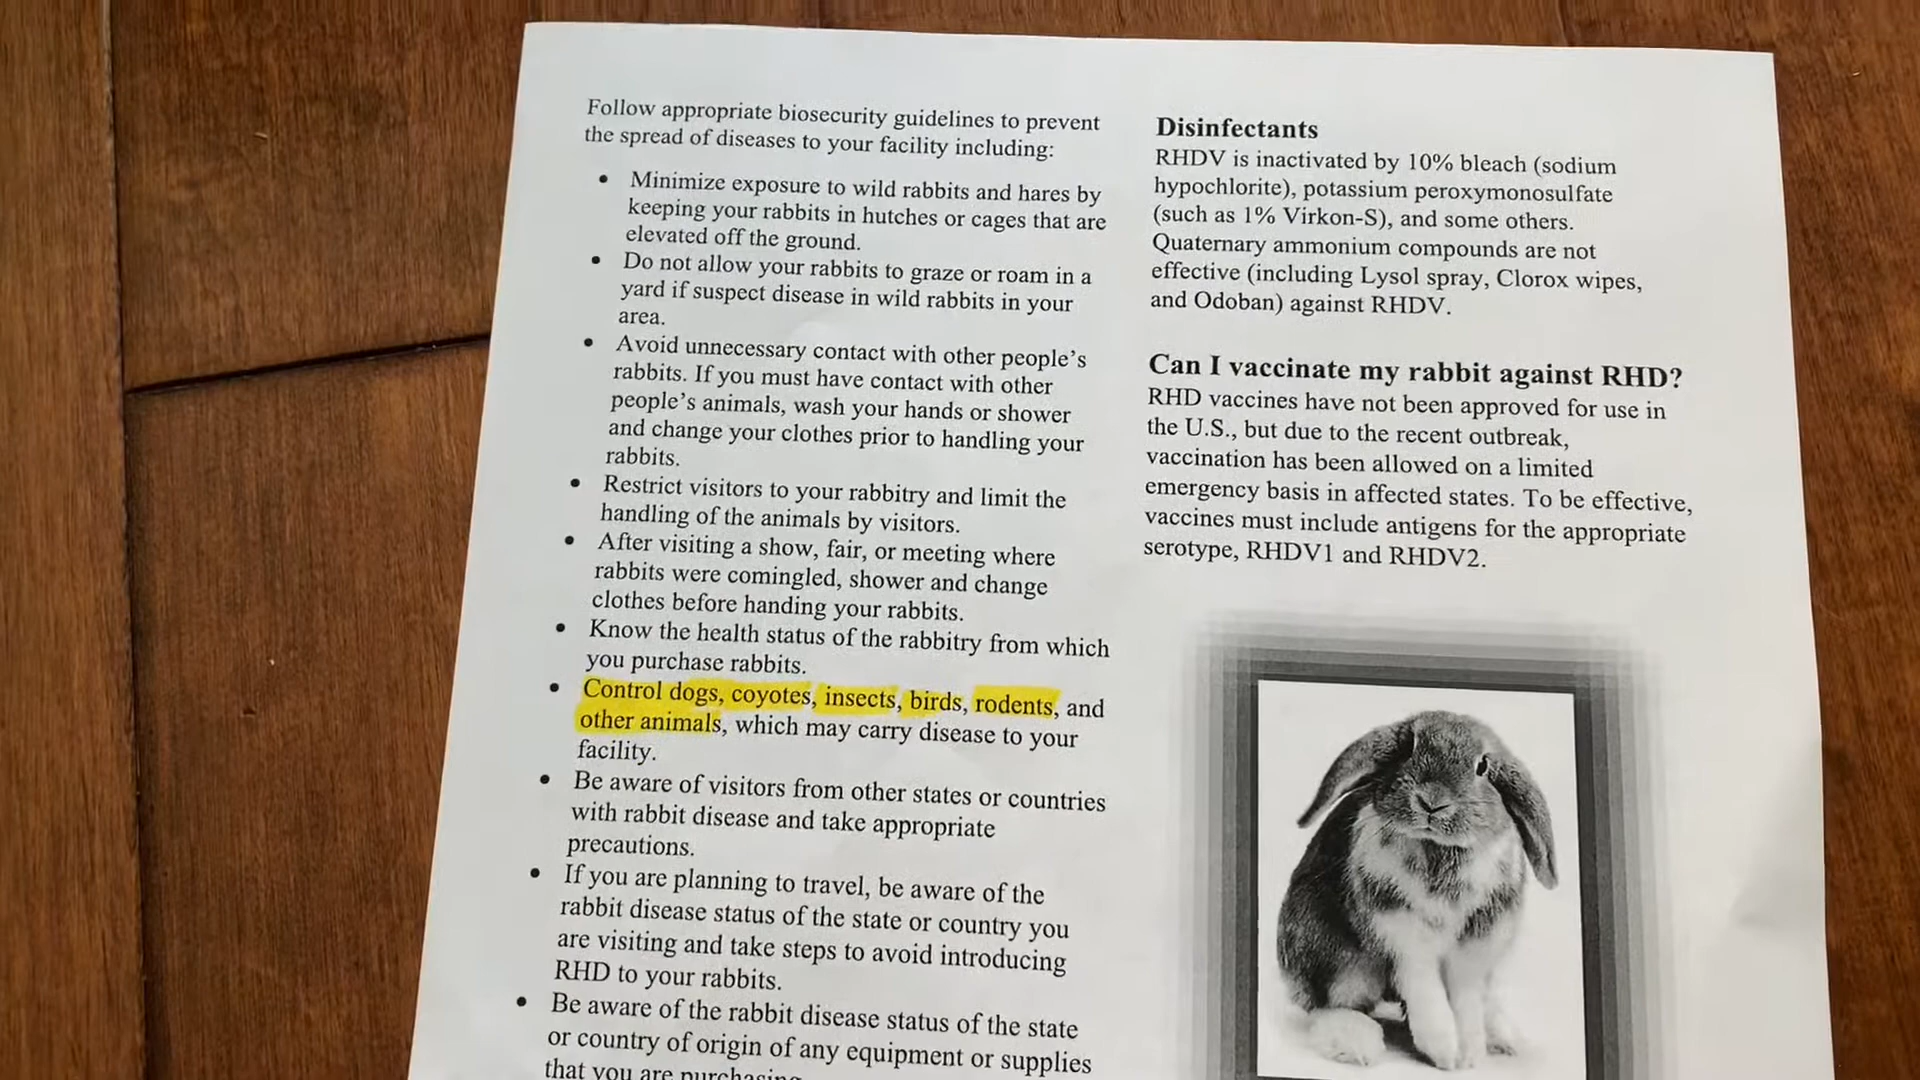 Follow appropriate biosecurity guidelines to prevent
the spread of diseases to your facility including:
• Minimize exposure to wild rabbits and hares by
keeping your rabbits in hutches or cages that are
elevated off the ground.
• Do not allow your rabbits to graze or roam in a
yard if suspect disease in wild rabbits in your
area.
• Avoid unnecessary contact with other people's
rabbits. If you must have contact with other
people's animals, wash your hands or shower
and change your clothes prior to handling your
rabbits.
• Restrict visitors to your rabbitry and limit the
handling of the animals by visitors.
• After visiting a show, fair, or meeting where
rabbits were comingled, shower and change
clothes before handing your rabbits.
• Know the health status of the rabbitry from which
you purchase rabbits.
• Control dogs, coyotes, insects, birds, rodents, and
other animals, which may carry disease to your
facility.
• Be aware of visitors from other states or countries
with rabbit disease and take appropriate
precautions.
• If you are planning to travel, be aware of the
rabbit disease status of the state or country you
are visiting and take steps to avoid introducing
RHD to your rabbits.
• Be aware of the rabbit disease status of the state
or country of origin of any equipment or supplies
that you are purchasing
Disinfectants
RHDV is inactivated by 10% bleach (sodium
hypochlorite), potassium peroxymonosulfate
(such as 1% Virkon-S), and some others.
Quaternary ammonium compounds are not
effective (including Lysol spray, Clorox wipes,
and Odoban) against RHDV.
Can I vaccinate my rabbit against RHD?
RHD vaccines have not been approved for use in
the U.S., but due to the recent outbreak,
vaccination has been allowed on a limited
emergency basis in affected states. To be effective,
vaccines must include antigens for the appropriate
serotype, RHDV1 and RHDV2.